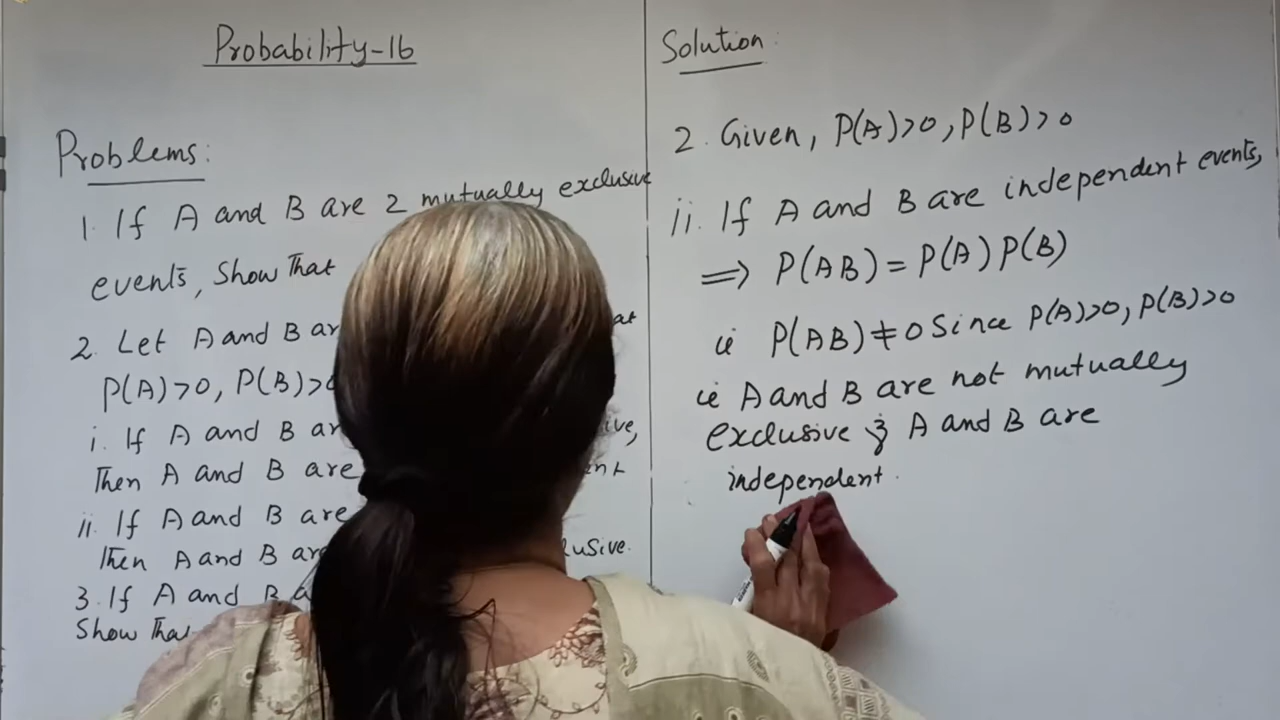 Probability-16
Problems:
1. If A and B are 2 mutually exclusive
events, Show That
2. Let A and B ar
P(A)>0, P(B)>0
i. If A and B ar
Then A and B are
ii. If A and B are
Then A and B are
3. If A and B
Show That
Solution:
2. Given, P(A)>0, P(B)>0
ii. If A and B are independent events,
⟹ P(AB) = P(A) P(B)
ie P(AB) ≠ 0 Since P(A)>0, P(B)>0
ie A and B are not mutually
exclusive if A and B are
independent.